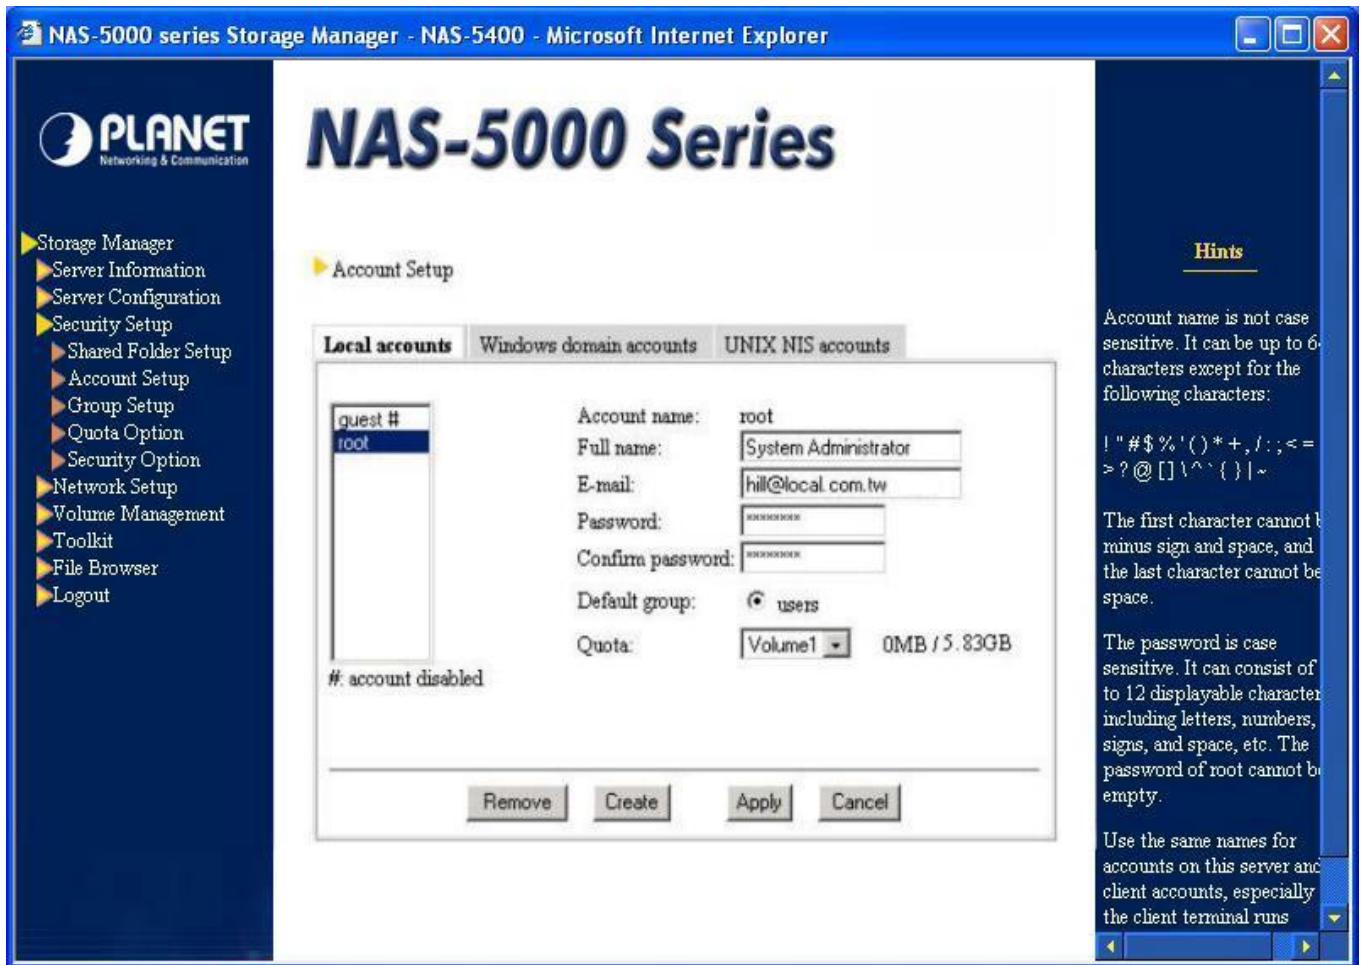 NAS-5000 series Storage Manager - NAS-5400 - Microsoft Internet Explorer
PLANET
Networking & Communication
NAS-5000 Series
Storage Manager
Server Information
Server Configuration
Security Setup
Shared Folder Setup
Account Setup
Group Setup
Quota Option
Security Option
Network Setup
Volume Management
Toolkit
File Browser
Logout
Account Setup
Local accounts Windows domain accounts UNIX NIS accounts
guest #
root
#: account disabled
Account name: root
Full name: System Administrator
E-mail: hill@local.com.tw
Password: ********
Confirm password: ********
Default group: users
Quota: Volume1 0MB / 5.83GB
Remove Create Apply Cancel
Hints
Account name is not case
sensitive. It can be up to
characters except for the
following characters:
! " # $ % ' ( ) * + , / : ; < =
> ? @ [ ] \ ^ ` { } | ~
The first character cannot
minus sign and space, and
the last character cannot be
space.
The password is case
sensitive. It can consist of
to 12 displayable character
including letters, numbers,
signs, and space, etc. The
password of root cannot be
empty.
Use the same names for
accounts on this server and
client accounts, especially
the client terminal runs